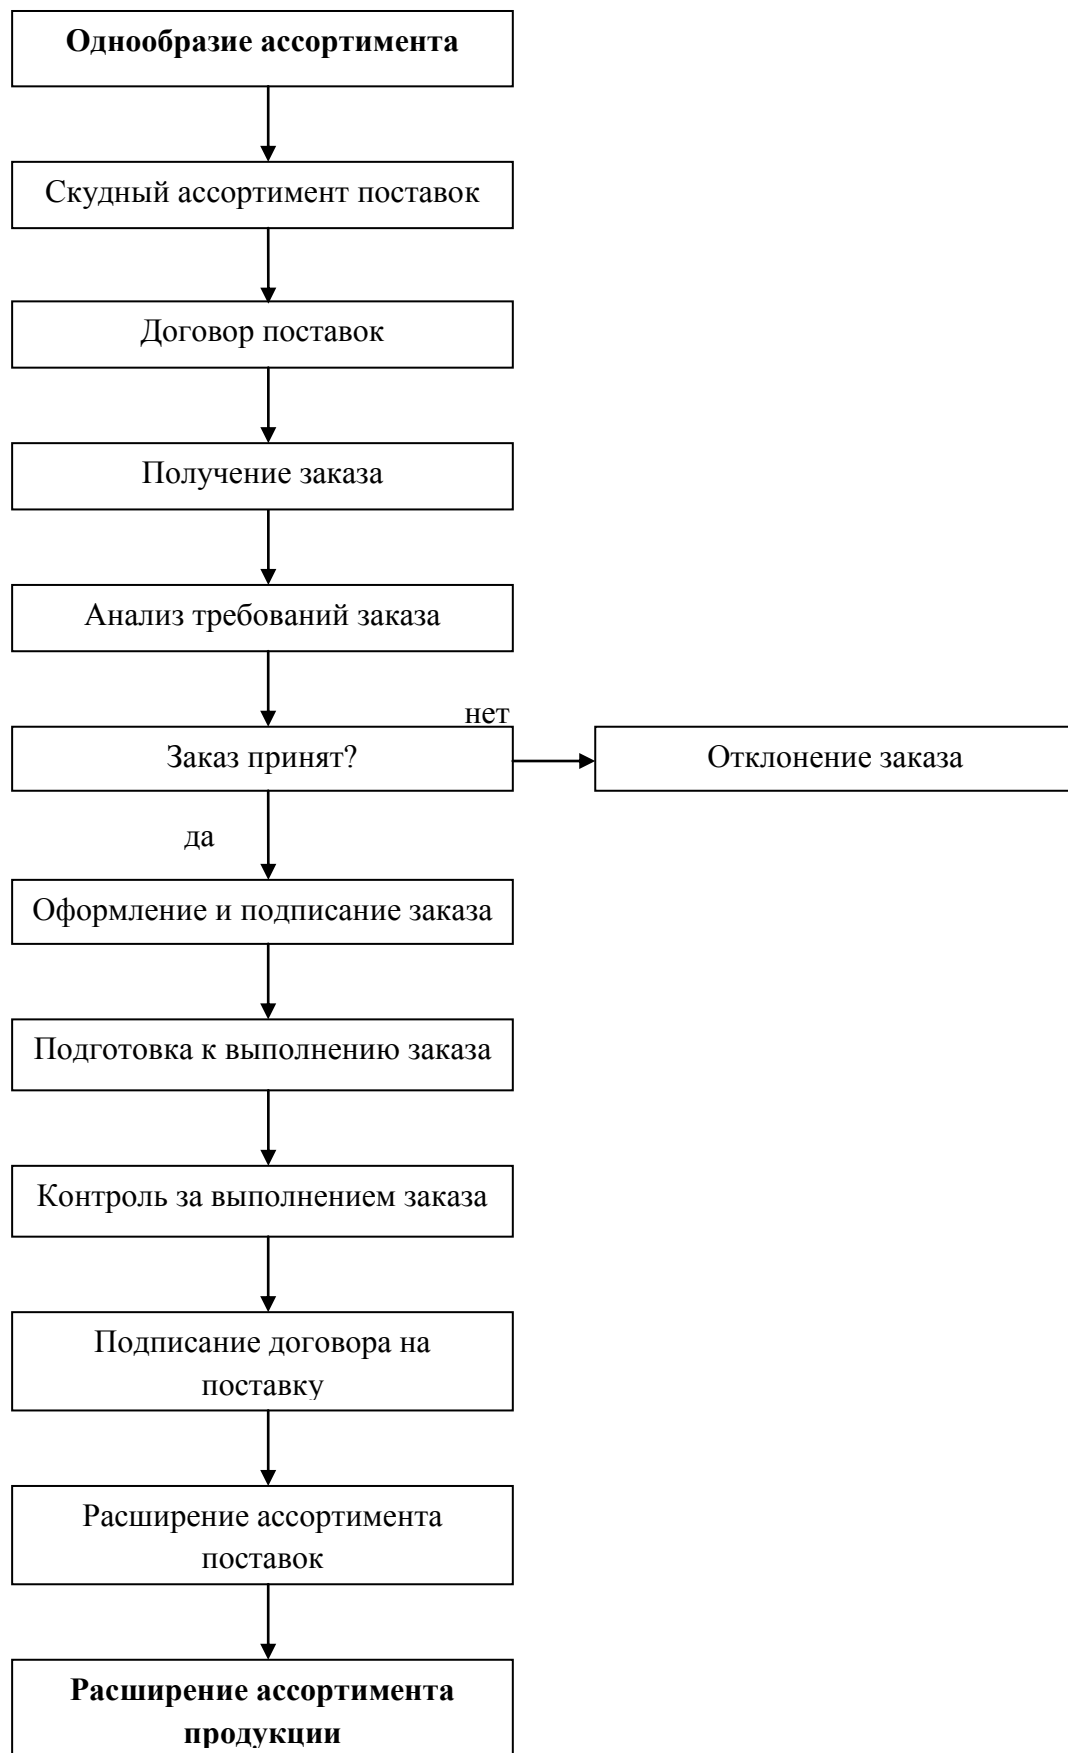 Однообразие ассортимента
Скудный ассортимент поставок
Договор поставок
Получение заказа
Анализ требований заказа
нет
Заказ принят?
Отклонение заказа
да
Оформление и подписание заказа
Подготовка к выполнению заказа
Контроль за выполнением заказа
Подписание договора на
поставку
Расширение ассортимента
поставок
Расширение ассортимента
продукции